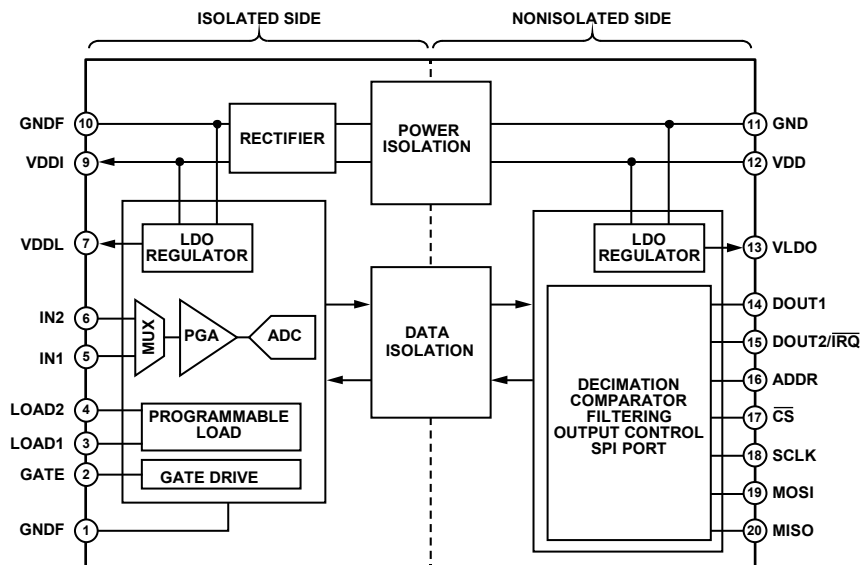 ISOLATED SIDE
NONISOLATED SIDE
GNDF 10
RECTIFIER
POWER
ISOLATION
11 GND
VDDI 9
12 VDD
VDDL 7
LDO
REGULATOR
LDO
REGULATOR
13 VLDO
IN2 6
IN1 5
MUX
PGA
ADC
DATA
ISOLATION
LOAD2 4
LOAD1 3
PROGRAMMABLE
LOAD
GATE 2
GATE DRIVE
GNDF 1
DECIMATION
COMPARATOR
FILTERING
OUTPUT CONTROL
SPI PORT
14 DOUT1
15 DOUT2/I̅R̅Q̅
16 ADDR
17 C̅S̅
18 SCLK
19 MOSI
20 MISO